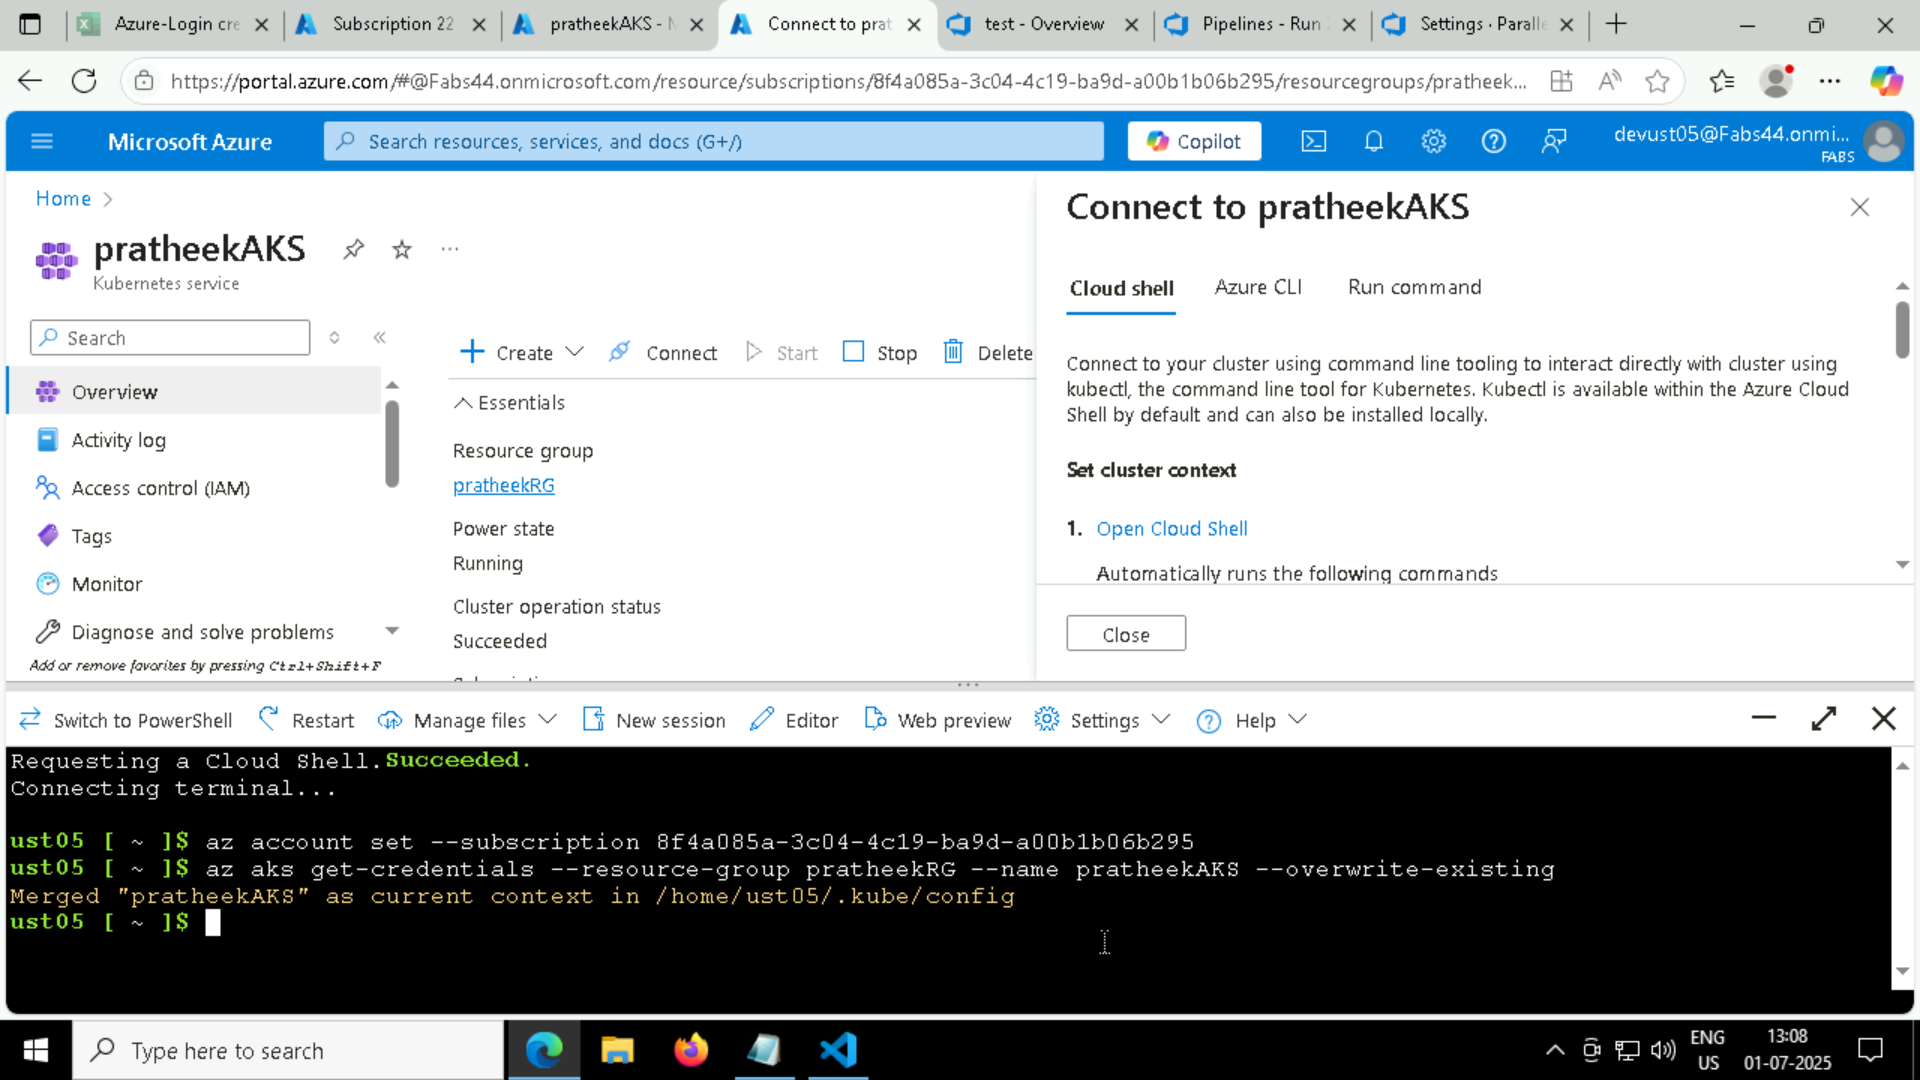 Azure-Login cre
Subscription 22
pratheekAKS - M
Connect to prat
test - Overview
Pipelines - Run
Settings · Paralle
https://portal.azure.com/#@Fabs44.onmicrosoft.com/resource/subscriptions/8f4a085a-3c04-4c19-ba9d-a00b1b06b295/resourcegroups/pratheek...
Microsoft Azure
Search resources, services, and docs (G+/)
Copilot
devust05@Fabs44.onmi...
FABS
Home
pratheekAKS
Kubernetes service
Search
Overview
Activity log
Access control (IAM)
Tags
Monitor
Diagnose and solve problems
Add or remove favorites by pressing Ctrl+Shift+F
Create
Connect
Start
Stop
Delete
Essentials
Resource group
pratheekRG
Power state
Running
Cluster operation status
Succeeded
Connect to pratheekAKS
Cloud shell
Azure CLI
Run command
Connect to your cluster using command line tooling to interact directly with cluster using
kubectl, the command line tool for Kubernetes. Kubectl is available within the Azure Cloud
Shell by default and can also be installed locally.
Set cluster context
1. Open Cloud Shell
Automatically runs the following commands
Close
Switch to PowerShell
Restart
Manage files
New session
Editor
Web preview
Settings
Help
Requesting a Cloud Shell.Succeeded.
Connecting terminal...
ust05 [ ~ ]$ az account set --subscription 8f4a085a-3c04-4c19-ba9d-a00b1b06b295
ust05 [ ~ ]$ az aks get-credentials --resource-group pratheekRG --name pratheekAKS --overwrite-existing
Merged "pratheekAKS" as current context in /home/ust05/.kube/config
ust05 [ ~ ]$
Type here to search
ENG
US
13:08
01-07-2025